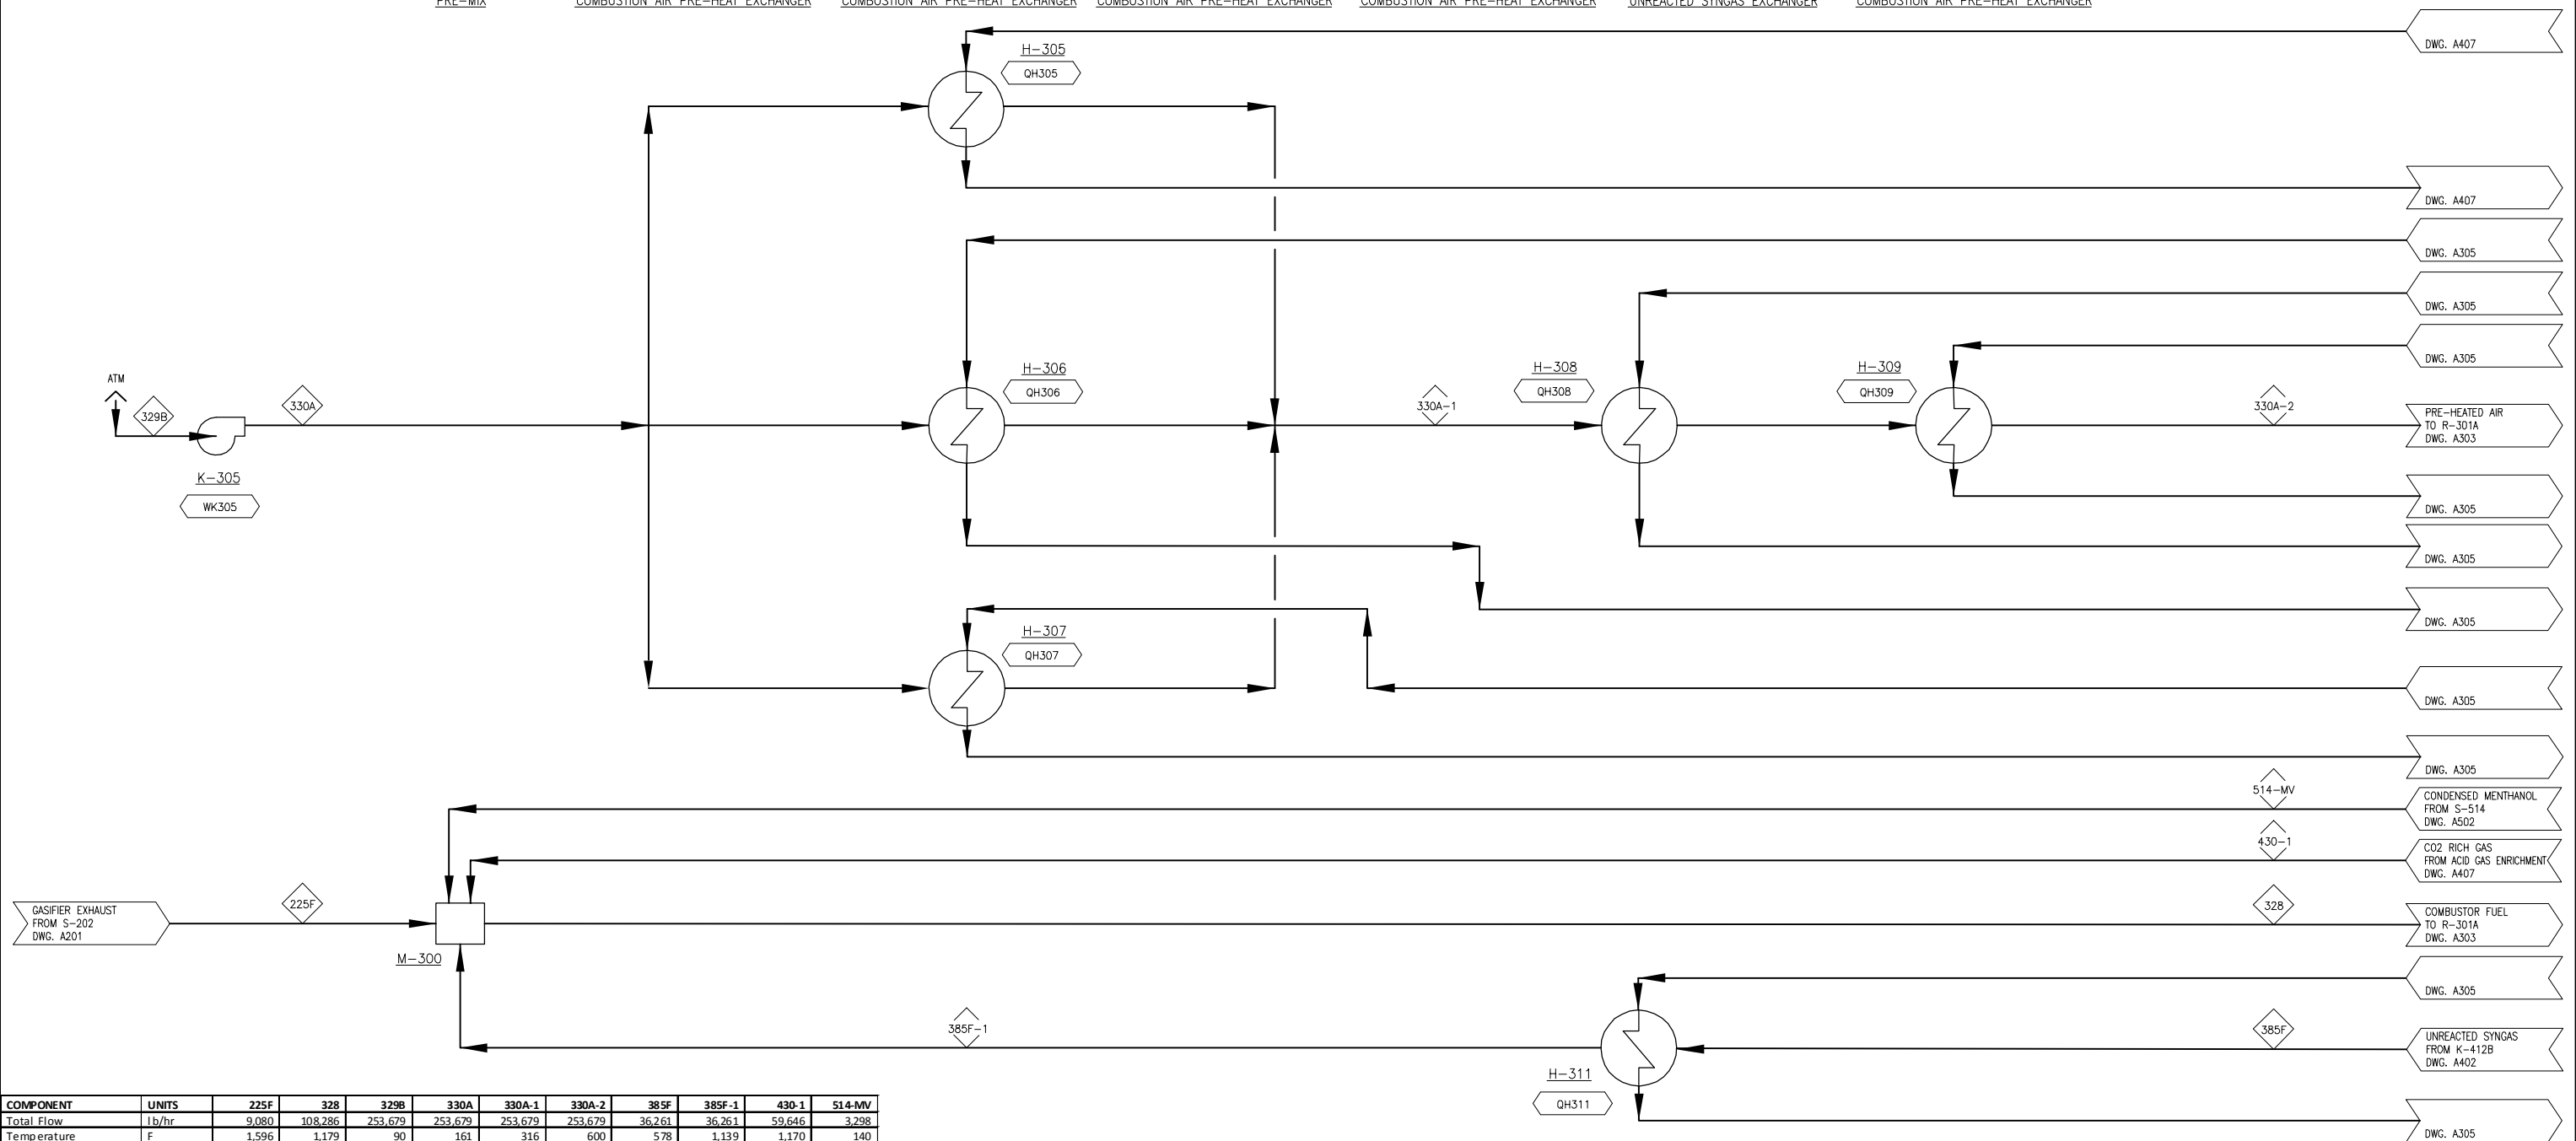 PRE-MIX COMBUSTION AIR PRE-HEAT EXCHANGER COMBUSTION AIR PRE-HEAT EXCHANGER COMBUSTION AIR PRE-HEAT EXCHANGER COMBUSTION AIR PRE-HEAT EXCHANGER UNREACTED SYNGAS EXCHANGER COMBUSTION AIR PRE-HEAT EXCHANGER
DWG. A407
H-305
QH305
DWG. A407
DWG. A305
DWG. A305
DWG. A305
ATM
329B
330A
K-305
WK305
H-306
QH306
330A-1
H-308
QH308
H-309
QH309
330A-2
PRE-HEATED AIR
TO R-301A
DWG. A303
DWG. A305
DWG. A305
DWG. A305
H-307
QH307
DWG. A305
DWG. A305
514-MV
CONDENSED MENTHANOL
FROM S-514
DWG. A502
430-1
CO2 RICH GAS
FROM ACID GAS ENRICHMENT
DWG. A407
GASIFIER EXHAUST
FROM S-202
DWG. A201
225F
M-300
328
COMBUSTOR FUEL
TO R-301A
DWG. A303
DWG. A305
385F-1
385F
UNREACTED SYNGAS
FROM K-412B
DWG. A402
H-311
QH311
DWG. A305
COMPONENT UNITS 225F 328 329B 330A 330A-1 330A-2 385F 385F-1 430-1 514-MV
Total Flow lb/hr 9,080 108,286 253,679 253,679 253,679 253,679 36,261 36,261 59,646 3,298
Temperature F 1,596 1,179 90 161 316 600 578 1,139 1,170 140